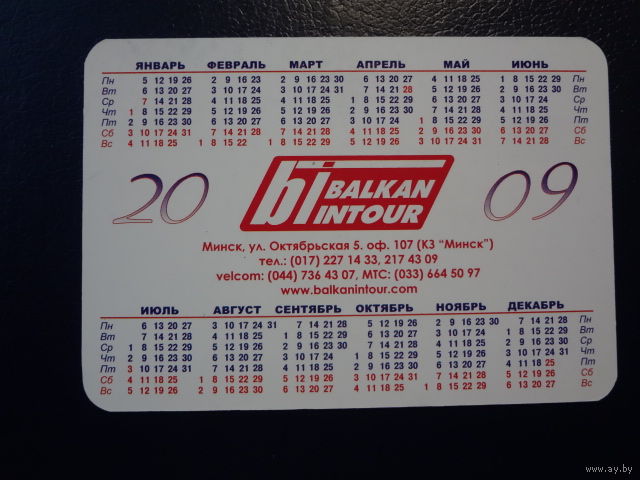 ЯНВАРЬ ФЕВРАЛЬ МАРТ АПРЕЛЬ МАЙ ИЮНЬ
Пн 5 12 19 26 2 9 16 23 2 9 16 23 30 6 13 20 27 4 11 18 25 1 8 15 22 29 Пн
Вт 6 13 20 27 3 10 17 24 3 10 17 24 31 7 14 21 28 5 12 19 26 2 9 16 23 30 Вт
Ср 7 14 21 28 4 11 18 25 4 11 18 25 1 8 15 22 29 6 13 20 27 3 10 17 24 Ср
Чт 1 8 15 22 29 5 12 19 26 5 12 19 26 2 9 16 23 30 7 14 21 28 4 11 18 25 Чт
Пт 2 9 16 23 30 6 13 20 27 6 13 20 27 3 10 17 24 1 8 15 22 29 5 12 19 26 Пт
Сб 3 10 17 24 31 7 14 21 28 7 14 21 28 4 11 18 25 2 9 16 23 30 6 13 20 27 Сб
Вс 4 11 18 25 1 8 15 22 1 8 15 22 29 5 12 19 26 3 10 17 24 31 7 14 21 28 Вс
20 bi BALKAN INTOUR 09
Минск, ул. Октябрьская 5. оф. 107 (КЗ "Минск")
тел.: (017) 227 14 33, 217 43 09
velcom: (044) 736 43 07, МТС: (033) 664 50 97
www.balkanintour.com
ИЮЛЬ АВГУСТ СЕНТЯБРЬ ОКТЯБРЬ НОЯБРЬ ДЕКАБРЬ
Пн 6 13 20 27 3 10 17 24 31 7 14 21 28 5 12 19 26 2 9 16 23 30 7 14 21 28 Пн
Вт 7 14 21 28 4 11 18 25 1 8 15 22 29 6 13 20 27 3 10 17 24 1 8 15 22 29 Вт
Ср 1 8 15 22 29 5 12 19 26 2 9 16 23 30 7 14 21 28 4 11 18 25 2 9 16 23 30 Ср
Чт 2 9 16 23 30 6 13 20 27 3 10 17 24 1 8 15 22 29 5 12 19 26 3 10 17 24 31 Чт
Пт 3 10 17 24 31 7 14 21 28 4 11 18 25 2 9 16 23 30 6 13 20 27 4 11 18 25 Пт
Сб 4 11 18 25 1 8 15 22 29 5 12 19 26 3 10 17 24 31 7 14 21 28 5 12 19 26 Сб
Вс 5 12 19 26 2 9 16 23 30 6 13 20 27 4 11 18 25 1 8 15 22 29 6 13 20 27 Вс
www.ay.by